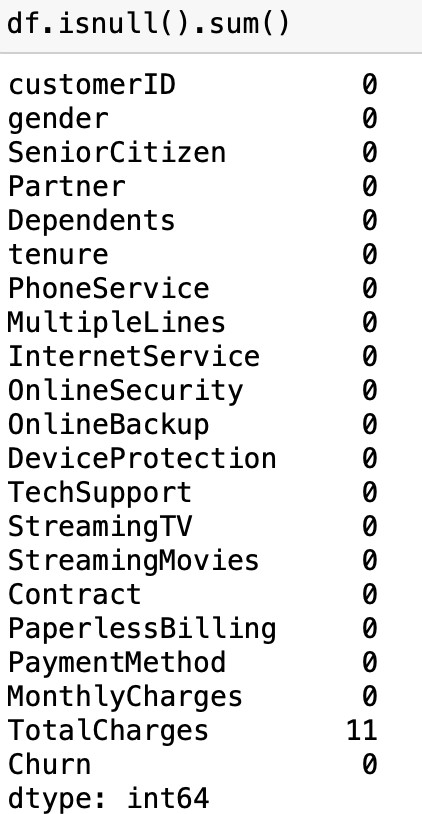 df.isnull().sum()
customerID 0
gender 0
SeniorCitizen 0
Partner 0
Dependents 0
tenure 0
PhoneService 0
MultipleLines 0
InternetService 0
OnlineSecurity 0
OnlineBackup 0
DeviceProtection 0
TechSupport 0
StreamingTV 0
StreamingMovies 0
Contract 0
PaperlessBilling 0
PaymentMethod 0
MonthlyCharges 0
TotalCharges 11
Churn 0
dtype: int64